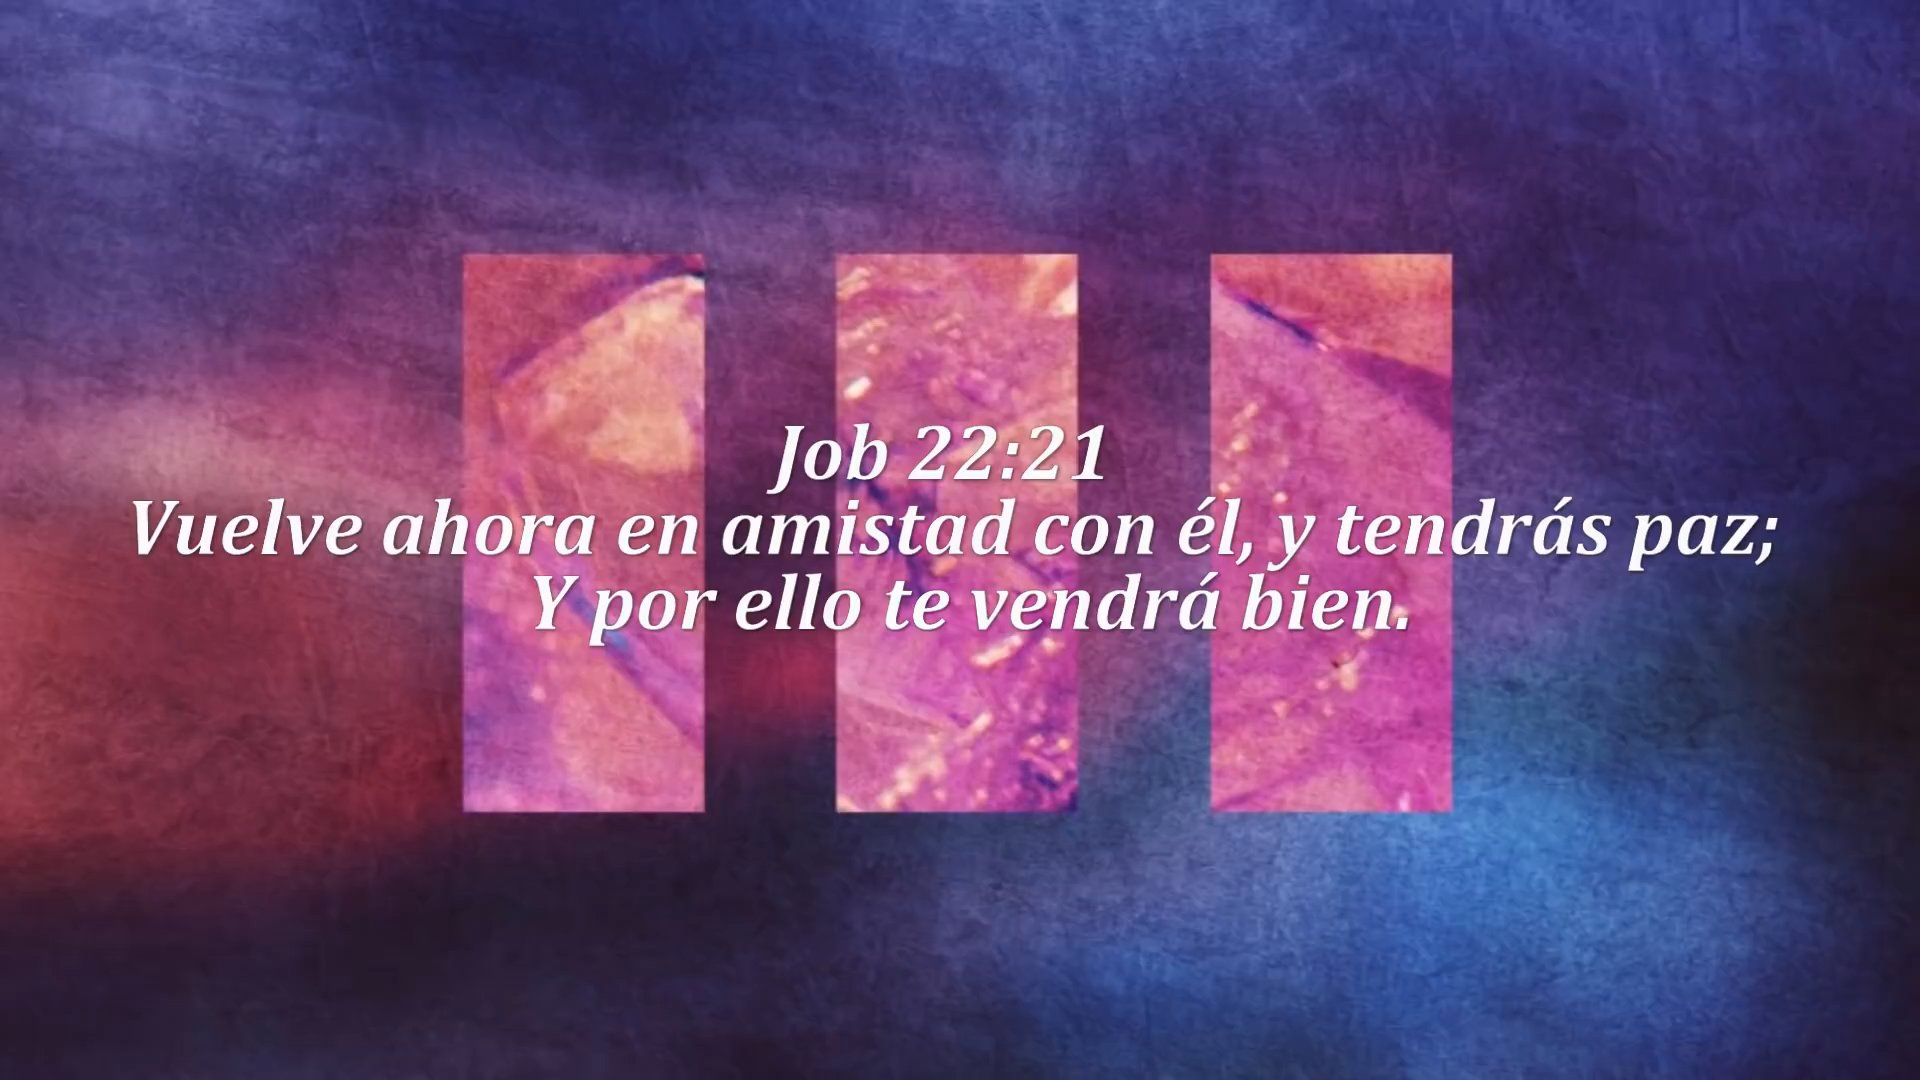 Job 22:21
Vuelve ahora en amistad con él, y tendrás paz;
Y por ello te vendrá bien.